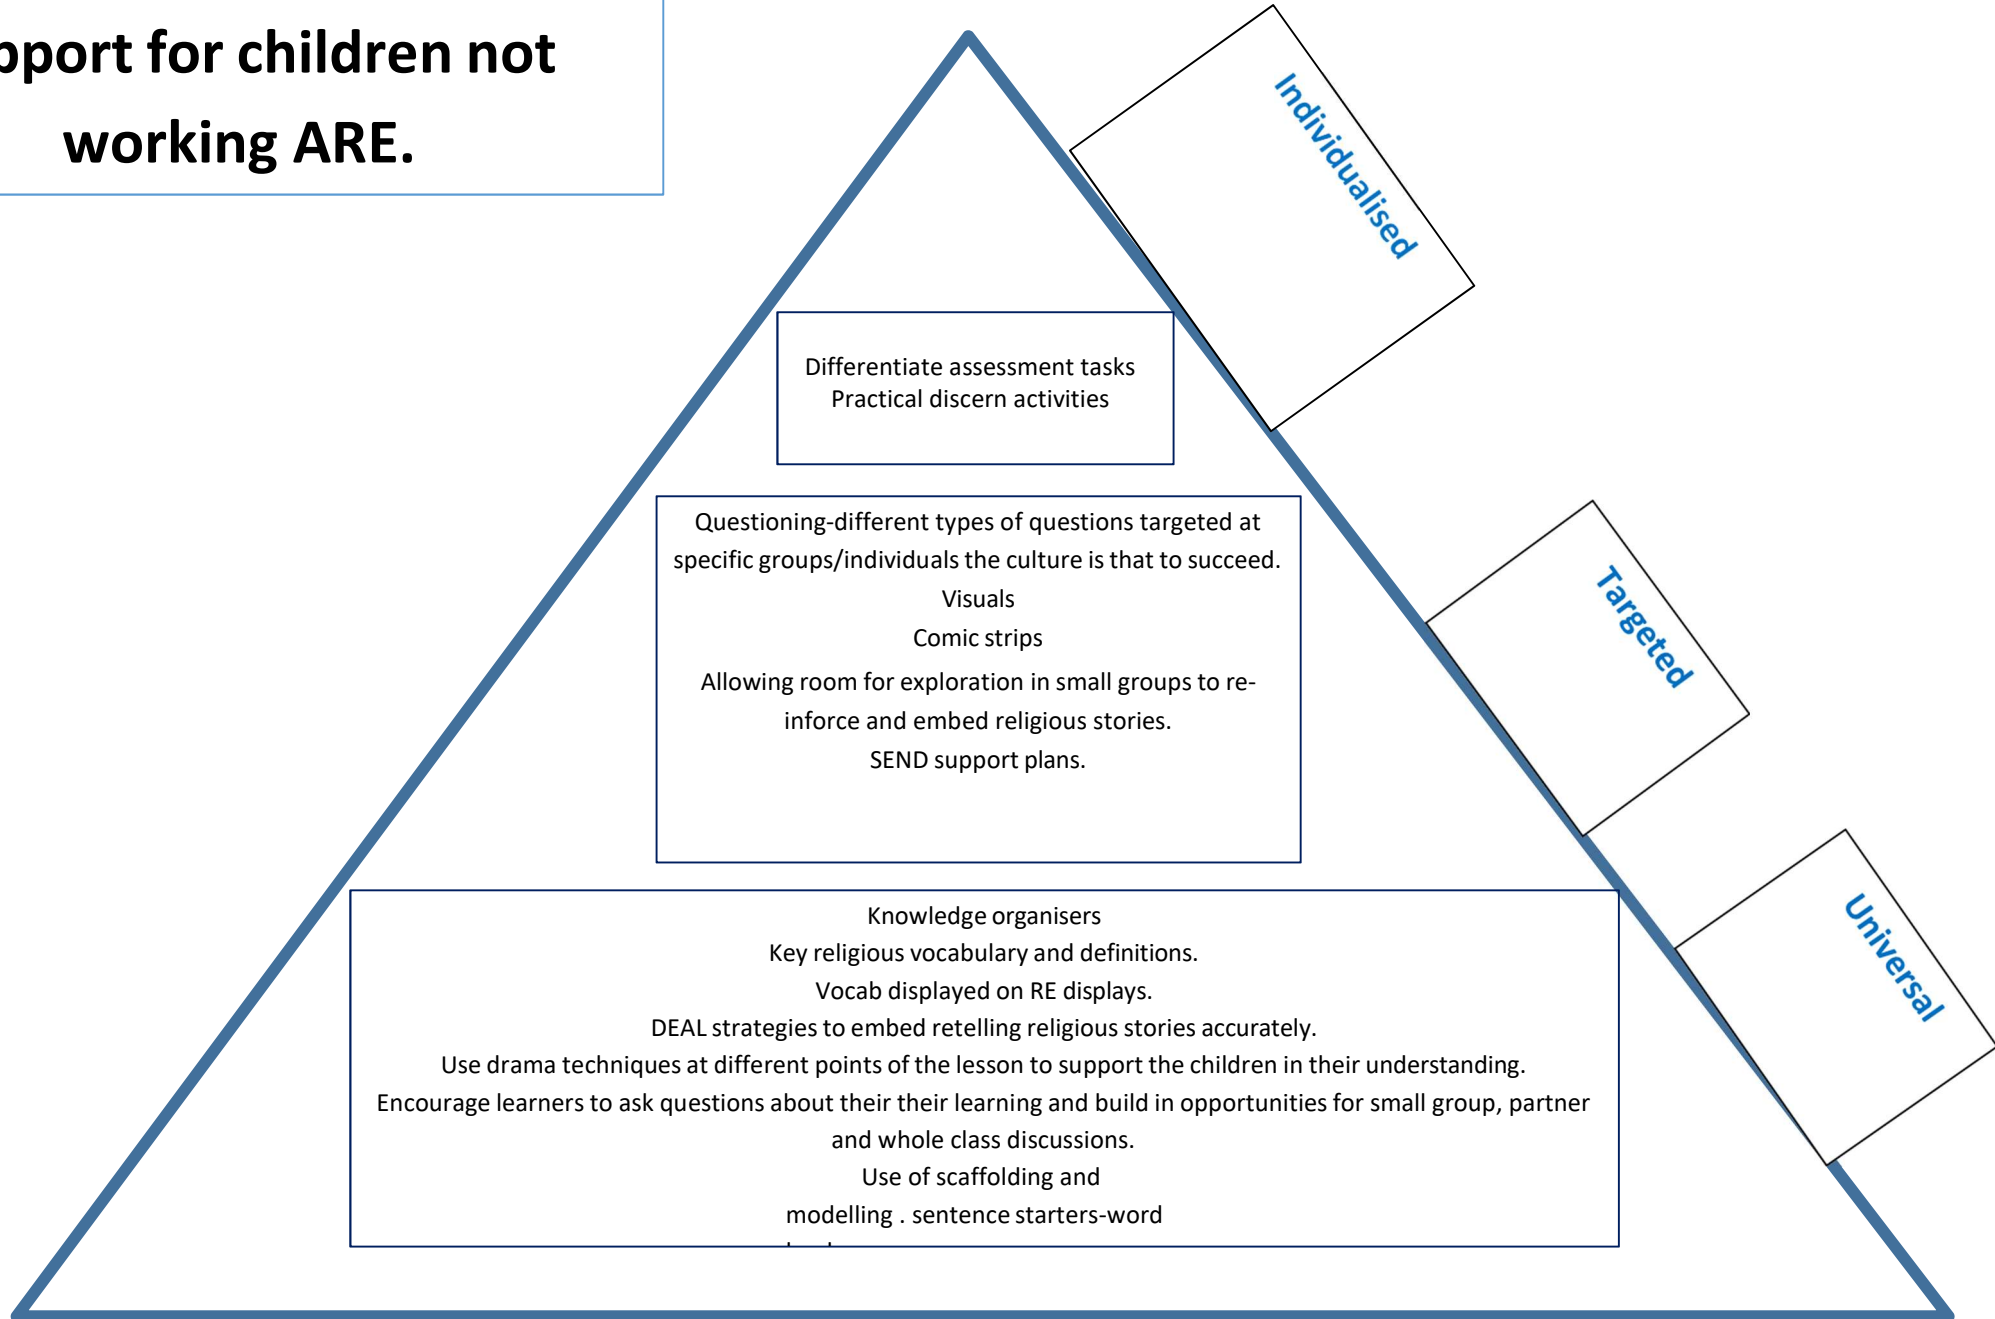 for children not
working ARE.
Individualised
Differentiate assessment tasks
Practical discern activities
Targeted
Questioning-different types of questions targeted at
specific groups/individuals the culture is that to succeed.
Visuals
Comic strips
Allowing room for exploration in small groups to re-
inforce and embed religious stories.
SEND support plans.
Universal
Knowledge organisers
Key religious vocabulary and definitions.
Vocab displayed on RE displays.
DEAL strategies to embed retelling religious stories accurately.
Use drama techniques at different points of the lesson to support the children in their understanding.
Encourage learners to ask questions about their their learning and build in opportunities for small group, partner
and whole class discussions.
Use of scaffolding and
modelling . sentence starters-word